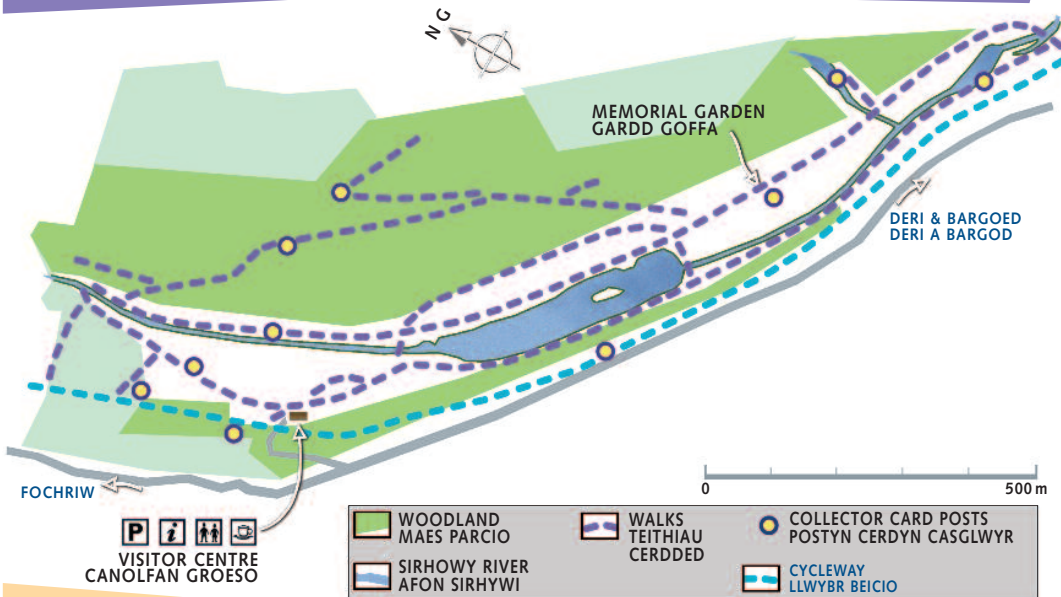 N G
MEMORIAL GARDEN
GARDD GOFFA
DERI & BARGOED
DERI A BARGOD
FOCHRIW
P i
VISITOR CENTRE
CANOLFAN GROESO
0 500 m
WOODLAND
MAES PARCIO
SIRHOWY RIVER
AFON SIRHYWI
WALKS
TEITHIAU
CERDDED
COLLECTOR CARD POSTS
POSTYN CERDYN CASGLWYR
CYCLEWAY
LLWYBR BEICIO